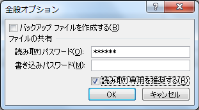 全般オプション
バックアップ ファイルを作成する(B)
ファイルの共有
読み取りパスワード(O): ******
書き込みパスワード(M):
読み取り専用を推奨する(R)
OK キャンセル